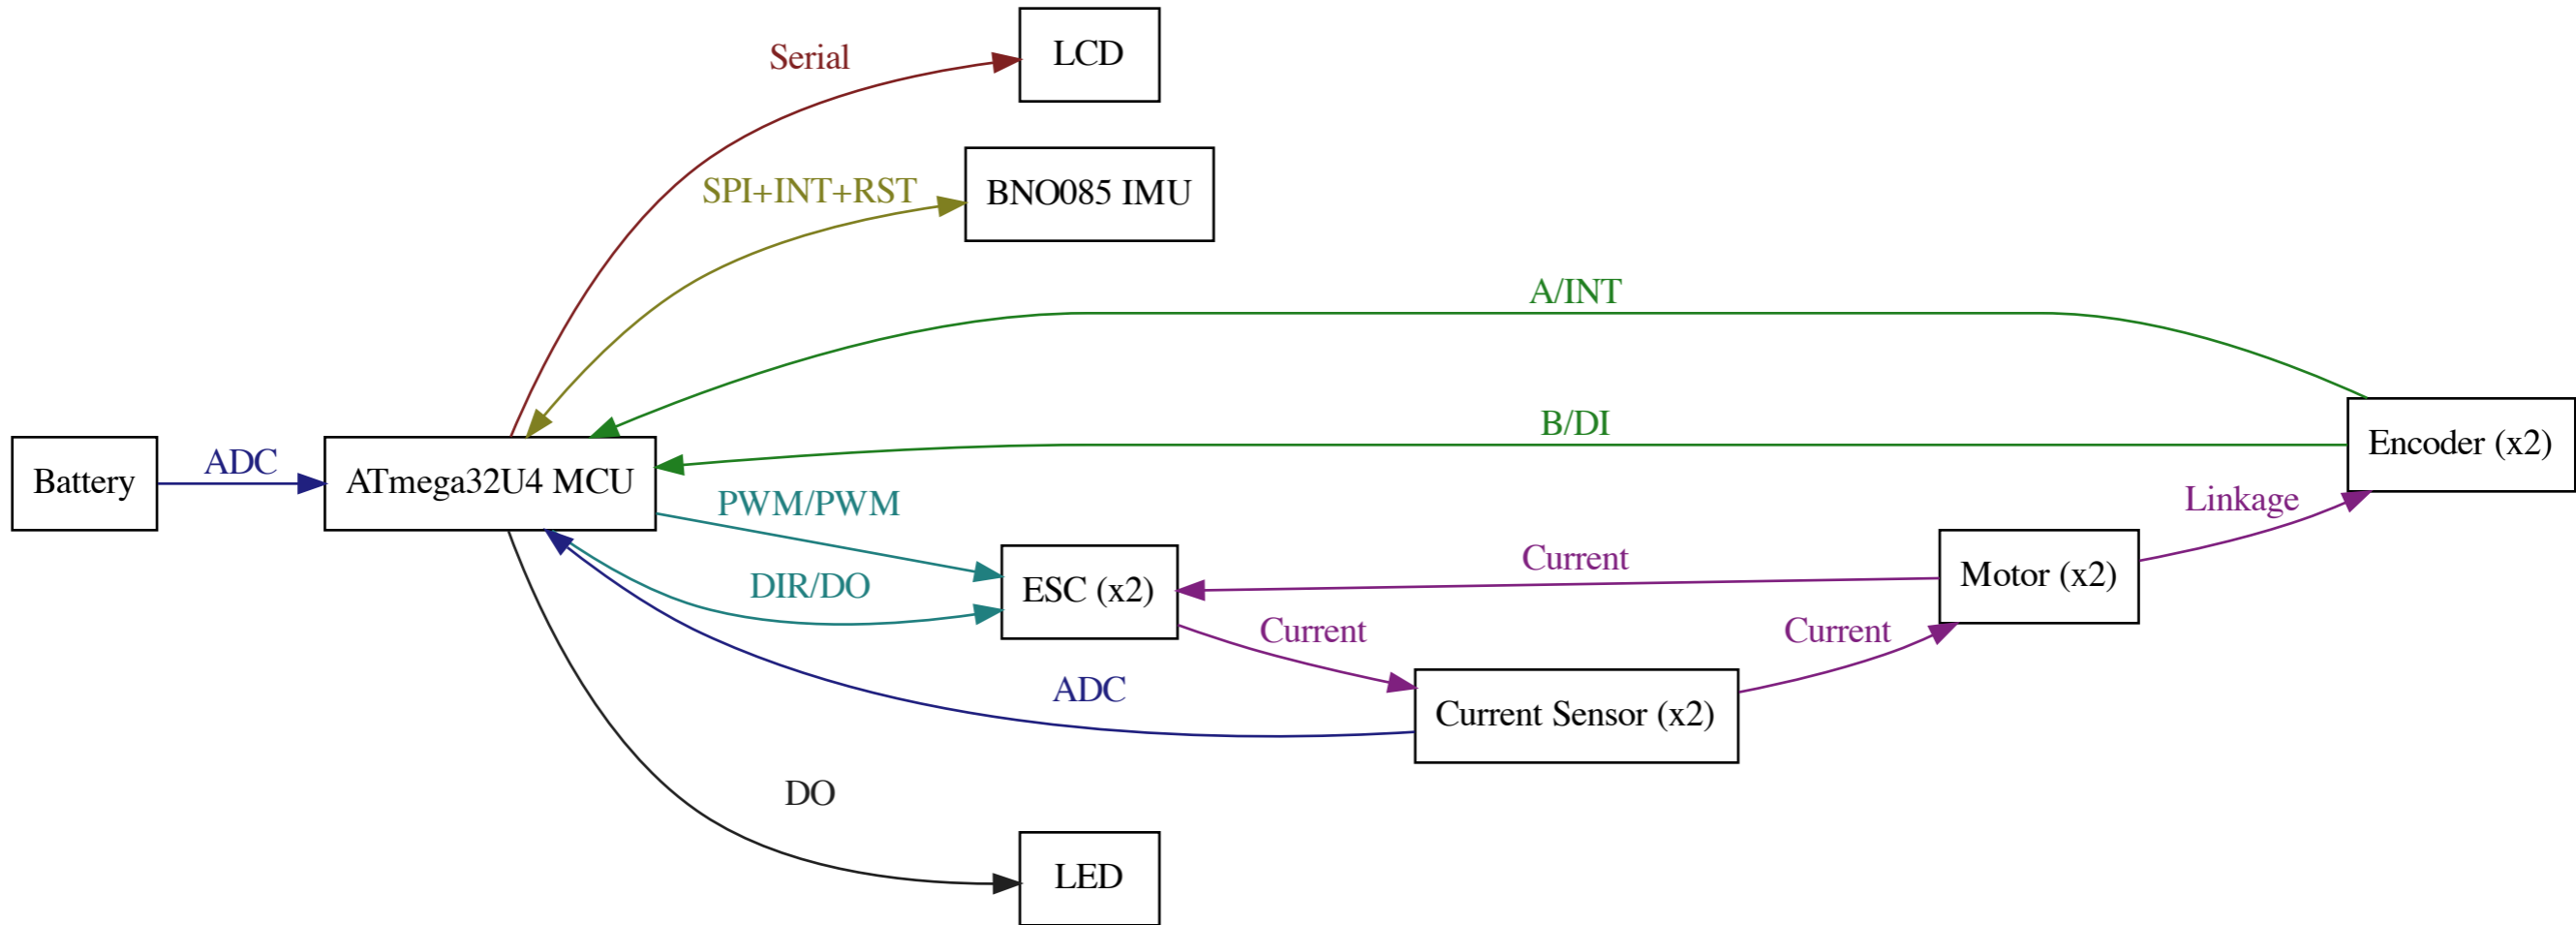 Serial
LCD
SPI+INT+RST
BNO085 IMU
A/INT
B/DI
Encoder (x2)
Battery
ADC
ATmega32U4 MCU
PWM/PWM
Linkage
DIR/DO
ESC (x2)
Current
Motor (x2)
Current
Current
ADC
Current Sensor (x2)
DO
LED